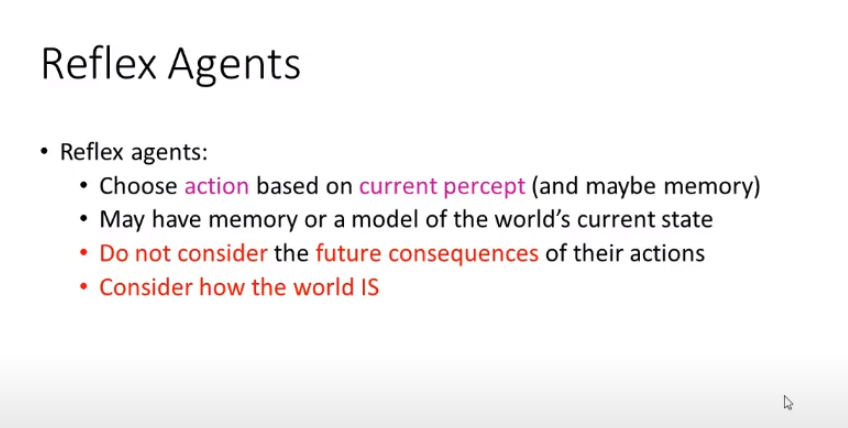 Reflex Agents
• Reflex agents:
• Choose action based on current percept (and maybe memory)
• May have memory or a model of the world's current state
• Do not consider the future consequences of their actions
• Consider how the world IS